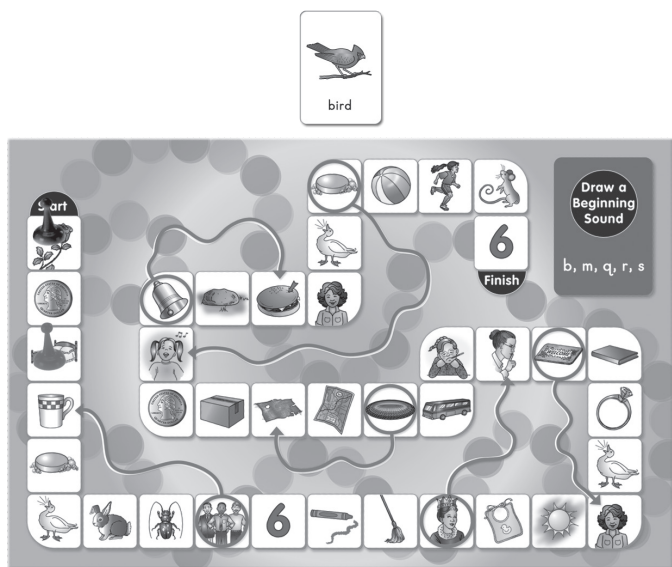 bird
Start
Draw a
Beginning
Sound
b, m, q, r, s
6
Finish
6